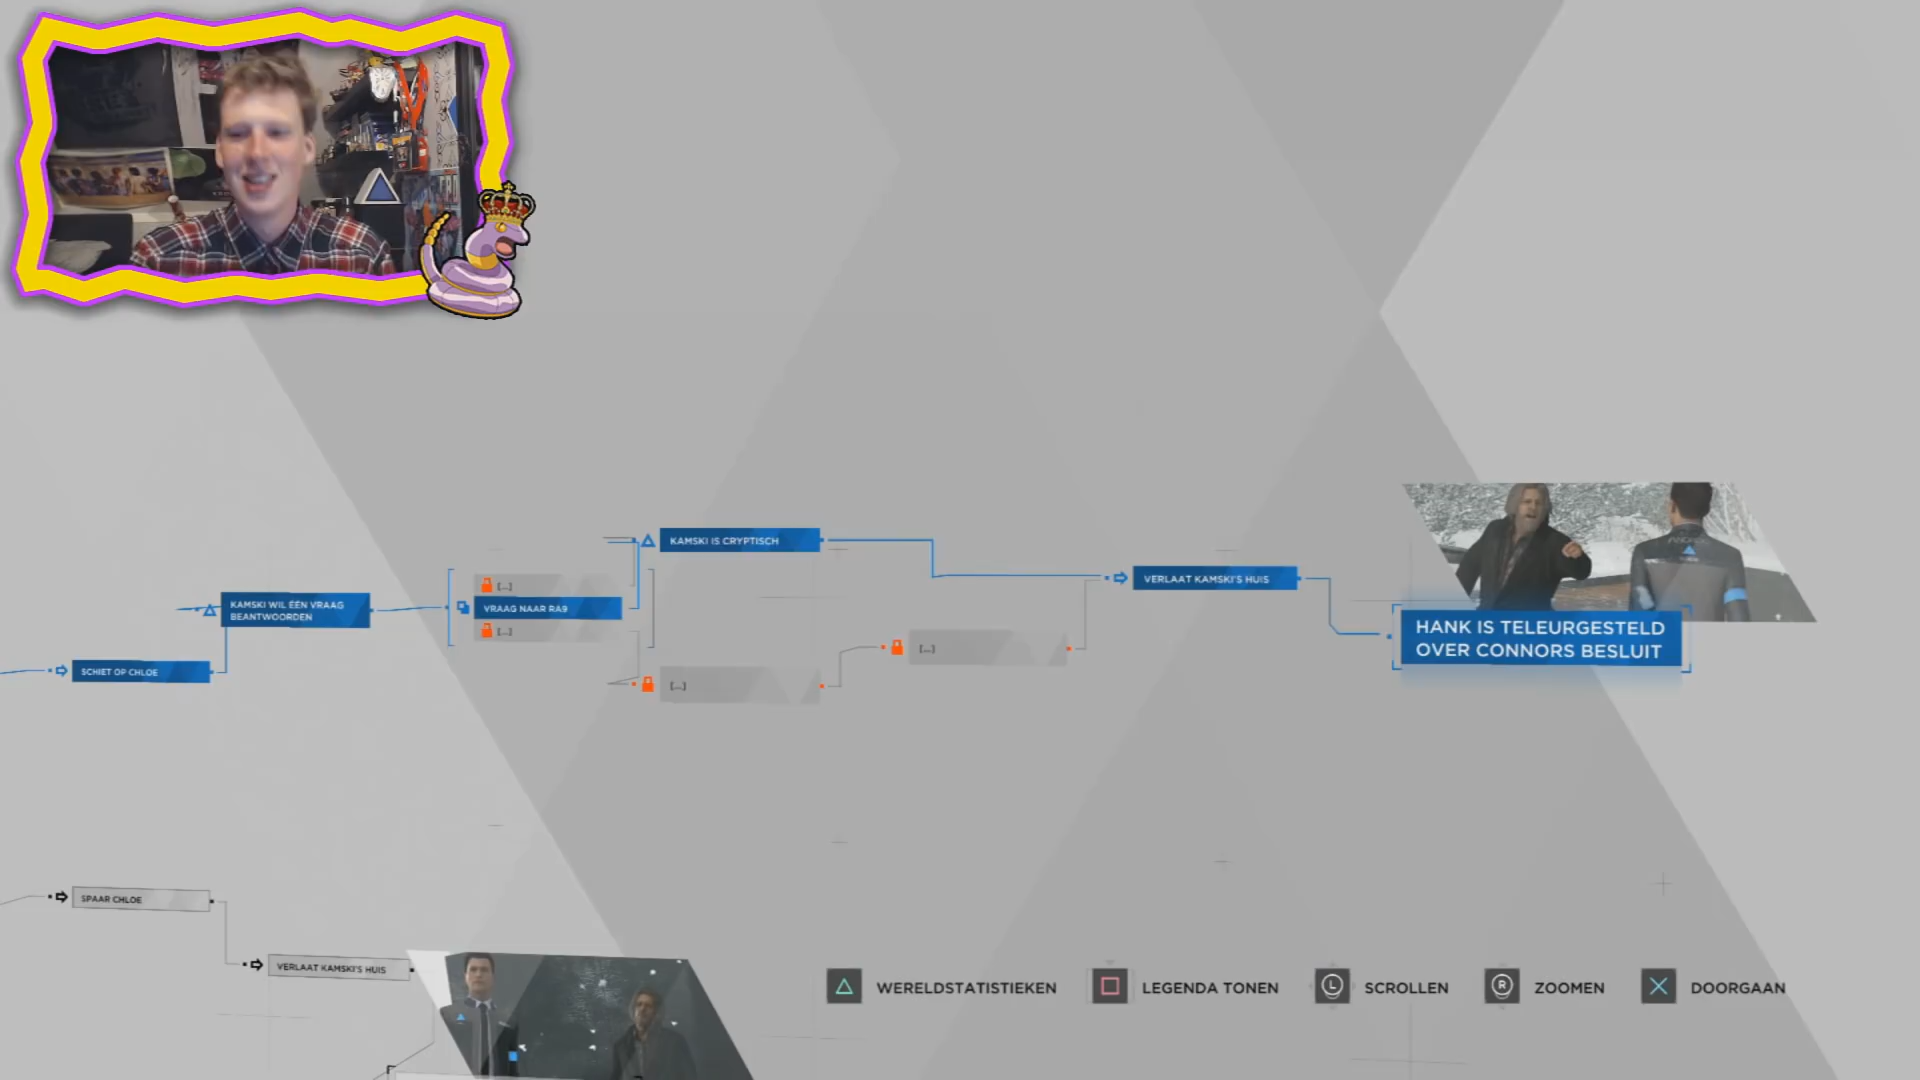 KAMSKI IS CRYPTISCH
[...]
VERLAAT KAMSKI'S HUIS
KAMSKI WIL ÉÉN VRAAG
BEANTWOORDEN
VRAAG NAAR RA9
[...]
HANK IS TELEURGESTELD
OVER CONNORS BESLUIT
[...]
SCHIET OP CHLOE
[...]
SPAAR CHLOE
VERLAAT KAMSKI'S HUIS
WERELDSTATISTIEKEN
LEGENDA TONEN
L
SCROLLEN
R
ZOOMEN
DOORGAAN